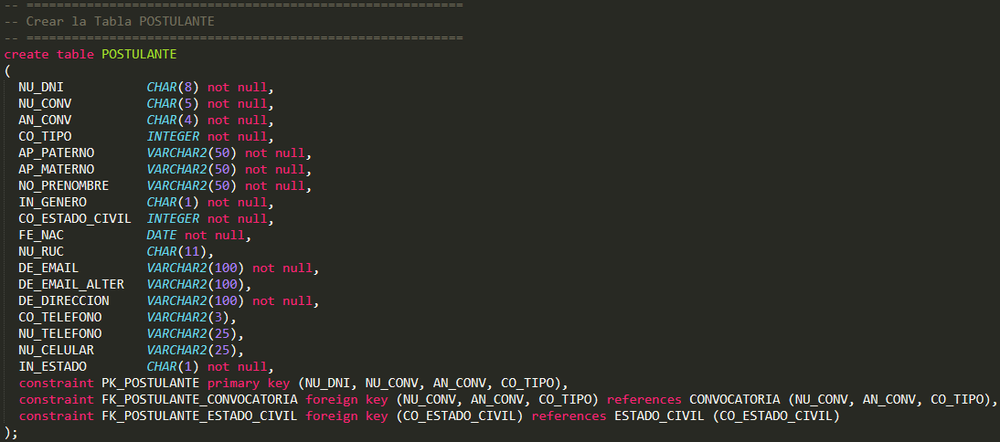 -- ==========================================================
-- Crear la Tabla POSTULANTE
-- ==========================================================
create table POSTULANTE
(
  NU_DNI           CHAR(8) not null,
  NU_CONV          CHAR(5) not null,
  AN_CONV          CHAR(4) not null,
  CO_TIPO          INTEGER not null,
  AP_PATERNO       VARCHAR2(50) not null,
  AP_MATERNO       VARCHAR2(50) not null,
  NO_PRENOMBRE     VARCHAR2(50) not null,
  IN_GENERO        CHAR(1) not null,
  CO_ESTADO_CIVIL  INTEGER not null,
  FE_NAC           DATE not null,
  NU_RUC           CHAR(11),
  DE_EMAIL         VARCHAR2(100) not null,
  DE_EMAIL_ALTER   VARCHAR2(100),
  DE_DIRECCION     VARCHAR2(100) not null,
  CO_TELEFONO      VARCHAR2(3),
  NU_TELEFONO      VARCHAR2(25),
  NU_CELULAR       VARCHAR2(25),
  IN_ESTADO        CHAR(1) not null,
  constraint PK_POSTULANTE primary key (NU_DNI, NU_CONV, AN_CONV, CO_TIPO),
  constraint FK_POSTULANTE_CONVOCATORIA foreign key (NU_CONV, AN_CONV, CO_TIPO) references CONVOCATORIA (NU_CONV, AN_CONV, CO_TIPO),
  constraint FK_POSTULANTE_ESTADO_CIVIL foreign key (CO_ESTADO_CIVIL) references ESTADO_CIVIL (CO_ESTADO_CIVIL)
);